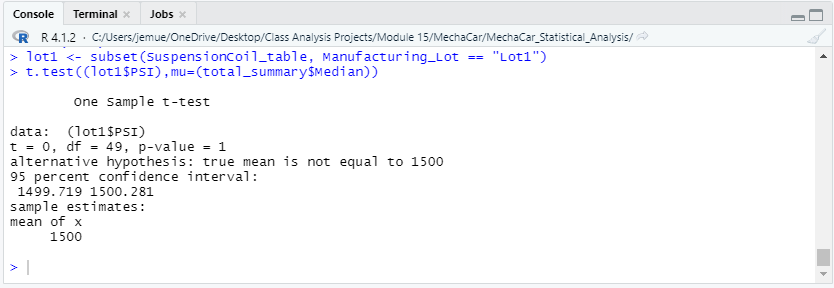 Console Terminal × Jobs ×
R 4.1.2 · C:/Users/jemue/OneDrive/Desktop/Class Analysis Projects/Module 15/MechaCar/MechaCar_Statistical_Analysis/
> lot1 <- subset(SuspensionCoil_table, Manufacturing_Lot == "Lot1")
> t.test((lot1$PSI),mu=(total_summary$Median))
One Sample t-test
data:  (lot1$PSI)
t = 0, df = 49, p-value = 1
alternative hypothesis: true mean is not equal to 1500
95 percent confidence interval:
1499.719 1500.281
sample estimates:
mean of x
1500
>